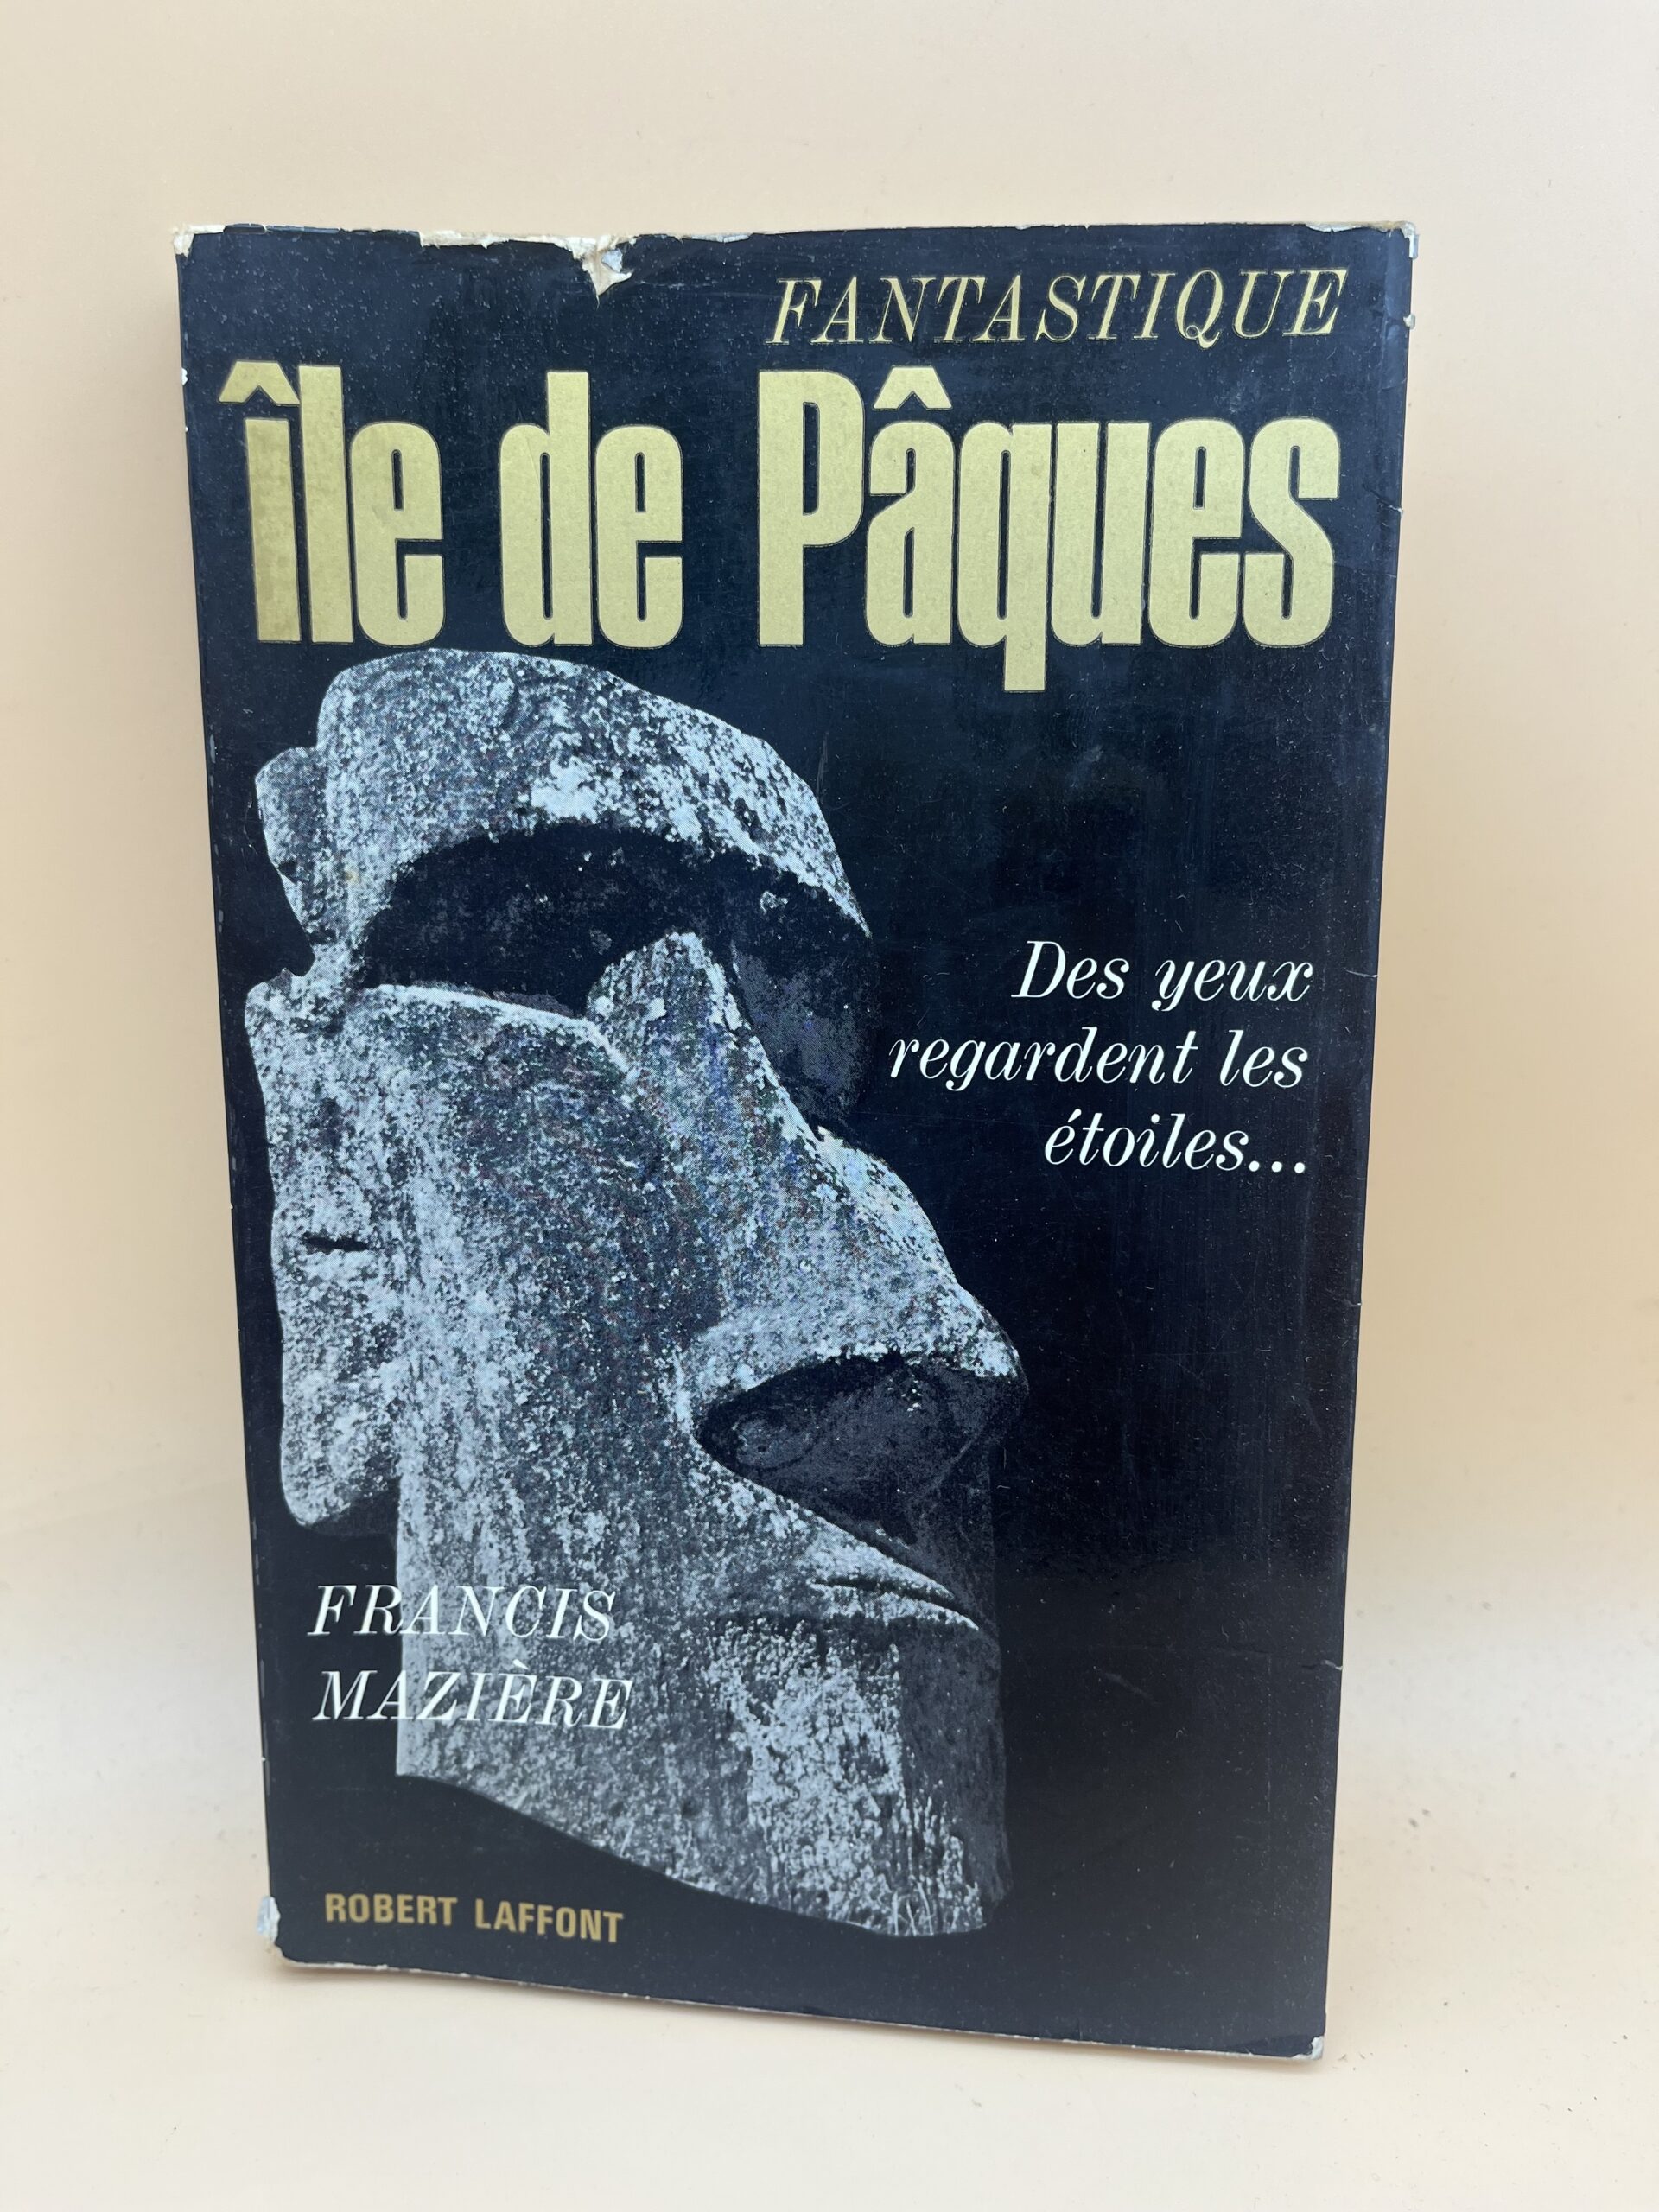 FANTASTIQUE
île de Pâques
Des yeux
regardent les
étoiles...
FRANCIS
MAZIÈRE
ROBERT LAFFONT